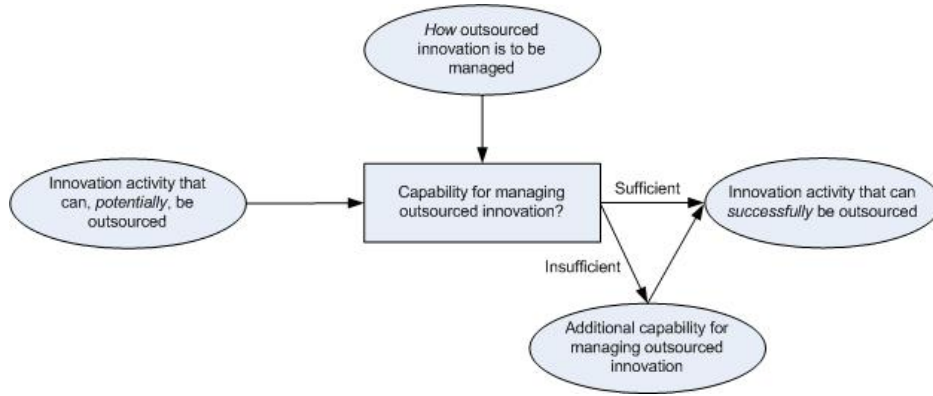 How outsourced
innovation is to be
managed
Innovation activity that
can, potentially, be
outsourced
Capability for managing
outsourced innovation?
Sufficient
Innovation activity that can
successfully be outsourced
Insufficient
Additional capability for
managing outsourced
innovation